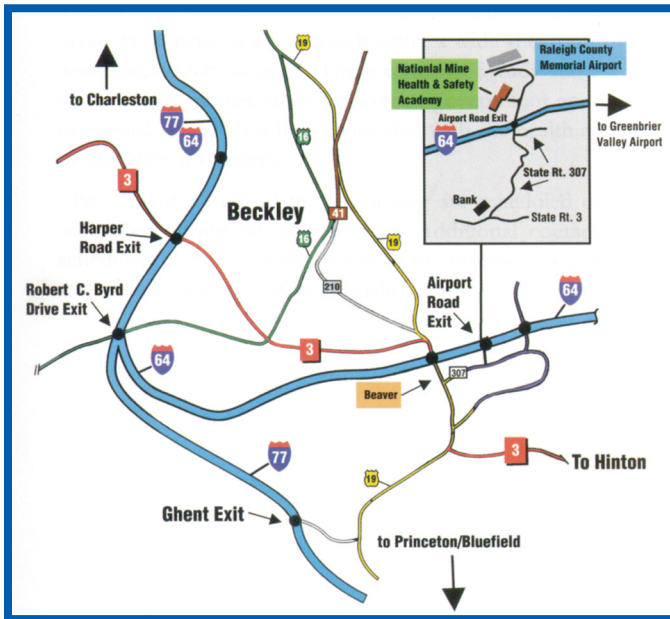 to Charleston
77
64
3
Harper
Road Exit
Robert C. Byrd
Drive Exit
64
77
Ghent Exit
19
16
Beckley
41
16
19
210
3
Airport
Road
Exit
64
307
Beaver
3
To Hinton
19
to Princeton/Bluefield
Raleigh County
Memorial Airport
Nationlal Mine
Health & Safety
Academy
Airport Road Exit
64
to Greenbrier
Valley Airport
State Rt. 307
Bank
State Rt. 3